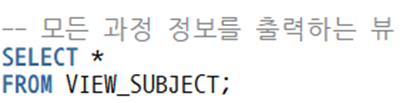 -- 모든 과정 정보를 출력하는 뷰
SELECT *
FROM VIEW_SUBJECT;